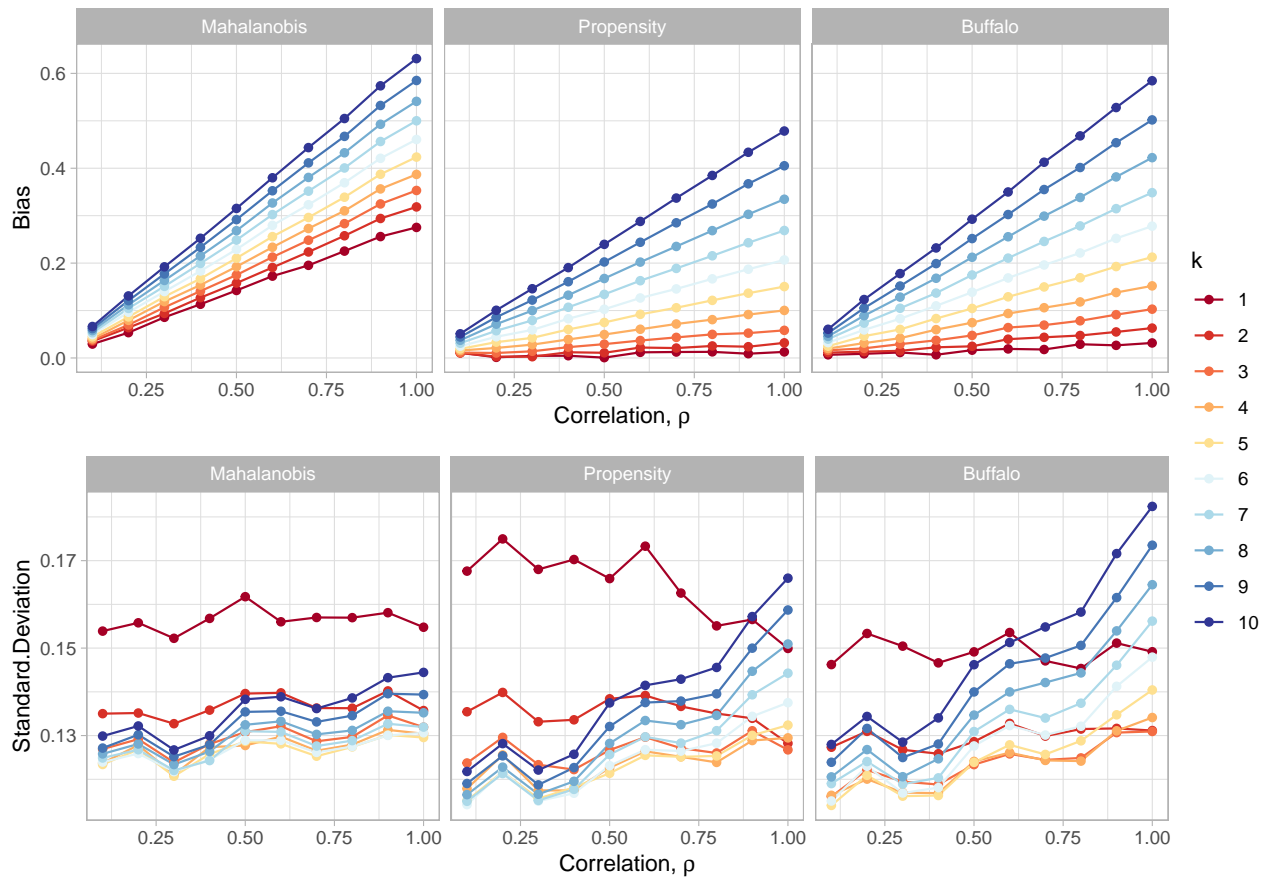 Mahalanobis Propensity Buffalo
0.6
0.4
0.2
0.0
Bias
0.25 0.50 0.75 1.00 0.25 0.50 0.75 1.00 0.25 0.50 0.75 1.00
Correlation, ρ
Mahalanobis Propensity Buffalo
0.17
0.15
0.13
Standard.Deviation
0.25 0.50 0.75 1.00 0.25 0.50 0.75 1.00 0.25 0.50 0.75 1.00
Correlation, ρ
k
1
2
3
4
5
6
7
8
9
10